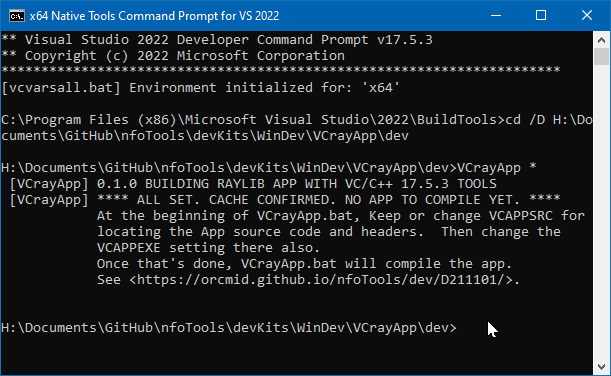 x64 Native Tools Command Prompt for VS 2022
** Visual Studio 2022 Developer Command Prompt v17.5.3
** Copyright (c) 2022 Microsoft Corporation
**********************************************************************
[vcvarsall.bat] Environment initialized for: 'x64'
C:\Program Files (x86)\Microsoft Visual Studio\2022\BuildTools>cd /D H:\Do
cuments\GitHub\nfoTools\devKits\WinDev\VCrayApp\dev
H:\Documents\GitHub\nfoTools\devKits\WinDev\VCrayApp\dev>VCrayApp *
[VCrayApp] 0.1.0 BUILDING RAYLIB APP WITH VC/C++ 17.5.3 TOOLS
[VCrayApp] **** ALL SET. CACHE CONFIRMED. NO APP TO COMPILE YET. ****
At the beginning of VCrayApp.bat, Keep or change VCAPPSRC for
locating the App source code and headers.  Then change the
VCAPPEXE setting there also.
Once that's done, VCrayApp.bat will compile the app.
See <https://orcmid.github.io/nfoTools/dev/D211101/>.
H:\Documents\GitHub\nfoTools\devKits\WinDev\VCrayApp\dev>